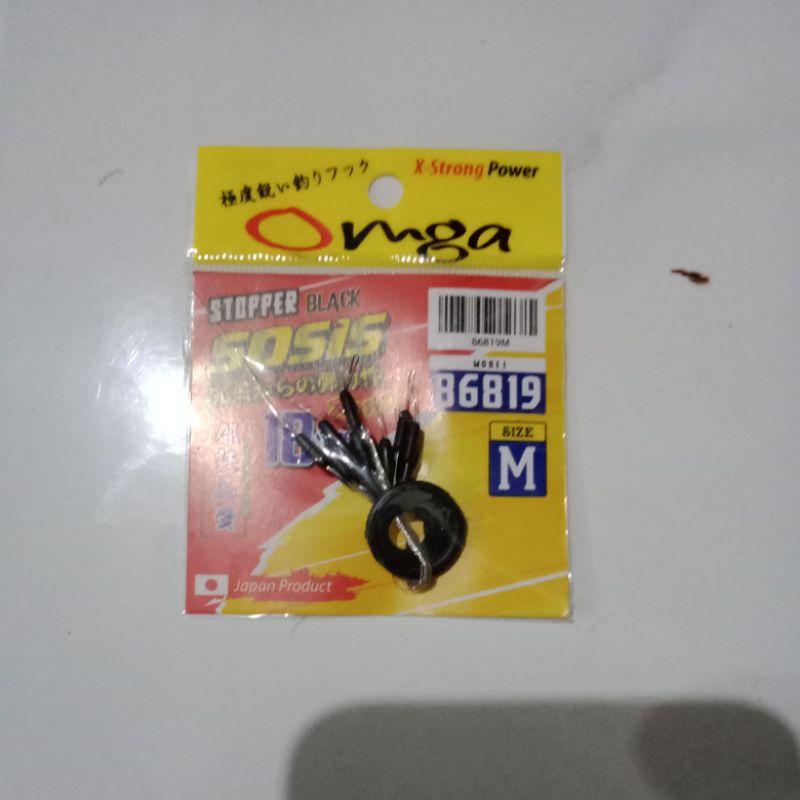 極度鋭い釣りフック
X-Strong Power
Omga
STOPPER BLACK
SOSIS
86819M
MODEL
86819
18
SIZE
M
Japan Product